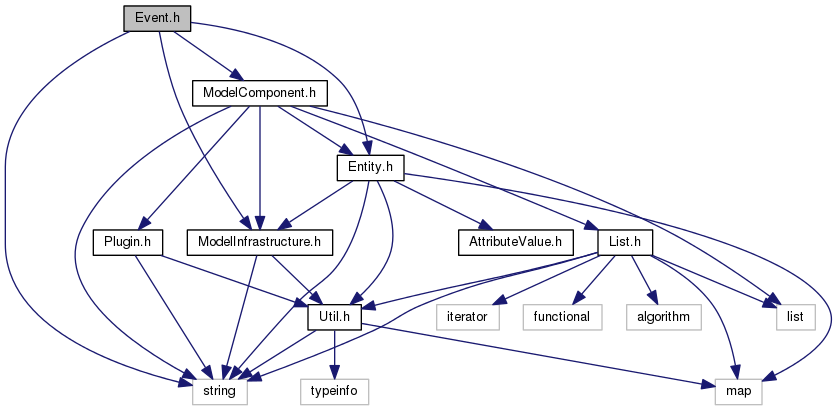 Event.h
ModelComponent.h
Entity.h
Plugin.h
ModelInfrastructure.h
AttributeValue.h
List.h
Util.h
iterator
functional
algorithm
list
string
typeinfo
map